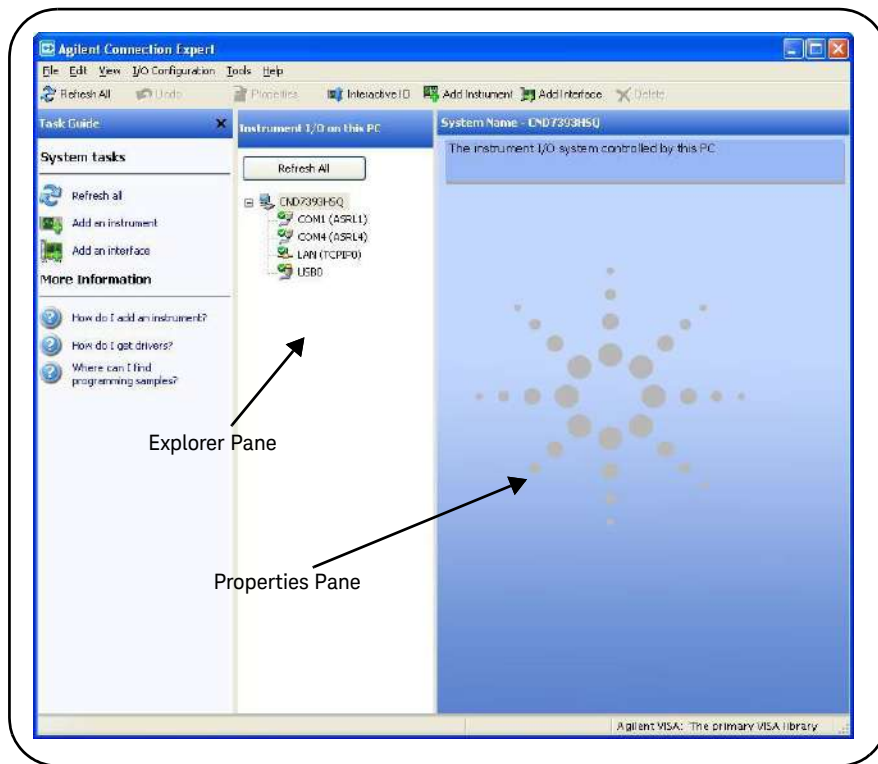 Agilent Connection Expert
File Edit View I/O Configuration Tools Help
Refresh All Undo Properties Interactive IO Add Instrument Add Interface Delete
Task Guide
Instrument I/O on this PC
System Name - CND7393HSQ
System tasks
Refresh all
Add an instrument
Add an interface
More Information
How do I add an instrument?
How do I get drivers?
Where can I find
programming samples?
Refresh All
CND7393HSQ
COM1 (ASRL1)
COM4 (ASRL4)
LAN (TCPIP0)
USB0
The instrument I/O system controlled by this PC
Explorer Pane
Properties Pane
Agilent VISA: The primary VISA library